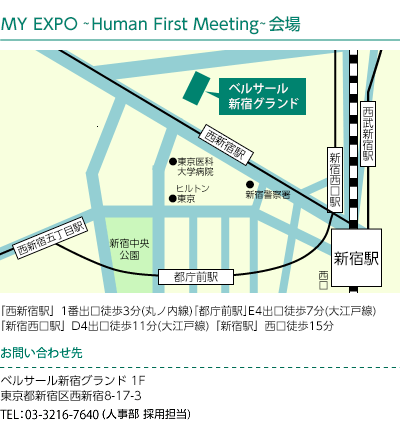 MY EXPO ~Human First Meeting~ 会場
ベルサール
新宿グランド
西新宿駅
西武新宿駅
新宿西口駅
東京医科
大学病院
ヒルトン
東京
新宿警察署
西新宿五丁目駅
新宿中央
公園
都庁前駅
新宿駅
西口
「西新宿駅」1番出口徒歩3分(丸ノ内線)「都庁前駅」E4出口徒歩7分(大江戸線)
「新宿西口駅」D4出口徒歩11分(大江戸線)「新宿駅」西口徒歩15分
お問い合わせ先
ベルサール新宿グランド 1F
東京都新宿区西新宿8-17-3
TEL:03-3216-7640 (人事部 採用担当)